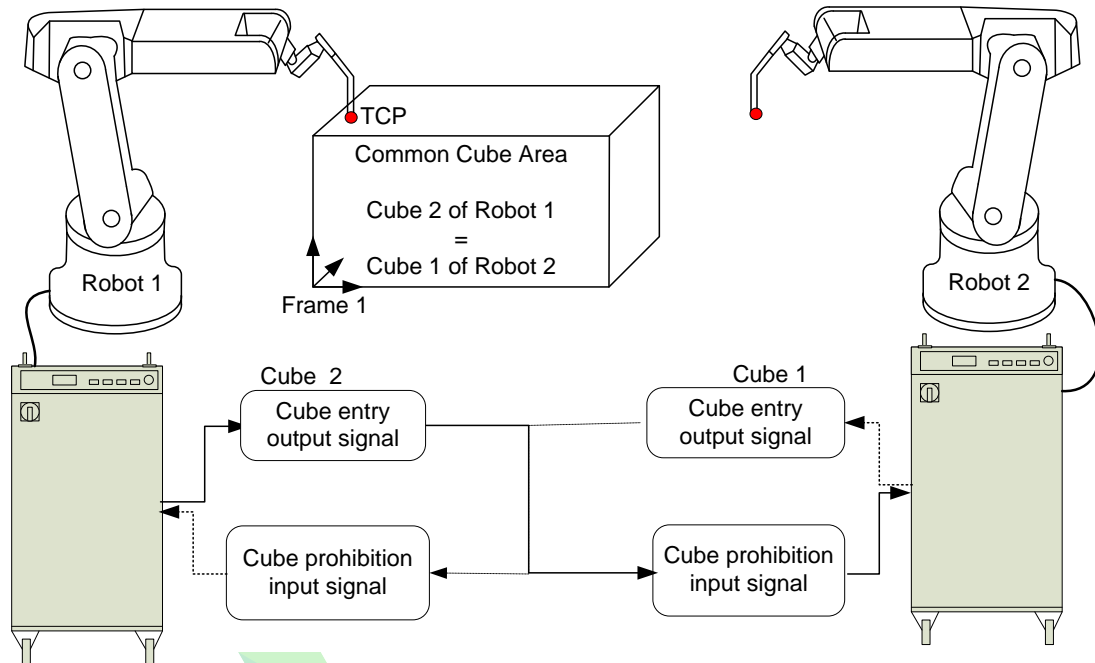 TCP
Common Cube Area
Cube 2 of Robot 1
=
Cube 1 of Robot 2
Robot 1
Robot 2
Frame 1
Cube 2
Cube 1
Cube entry
output signal
Cube entry
output signal
Cube prohibition
input signal
Cube prohibition
input signal